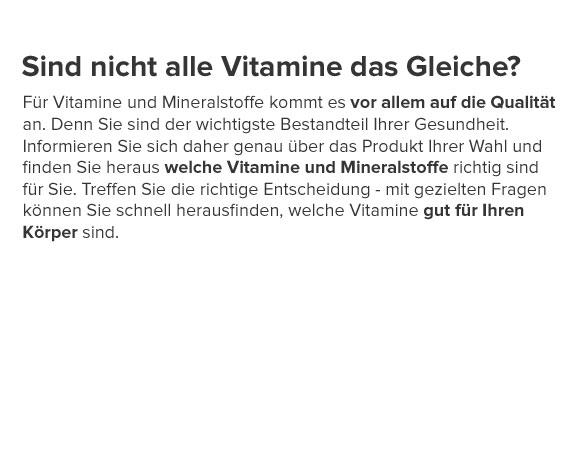 Sind nicht alle Vitamine das Gleiche?
Für Vitamine und Mineralstoffe kommt es vor allem auf die Qualität
an. Denn Sie sind der wichtigste Bestandteil Ihrer Gesundheit.
Informieren Sie sich daher genau über das Produkt Ihrer Wahl und
finden Sie heraus welche Vitamine und Mineralstoffe richtig sind
für Sie. Treffen Sie die richtige Entscheidung - mit gezielten Fragen
können Sie schnell herausfinden, welche Vitamine gut für Ihren
Körper sind.